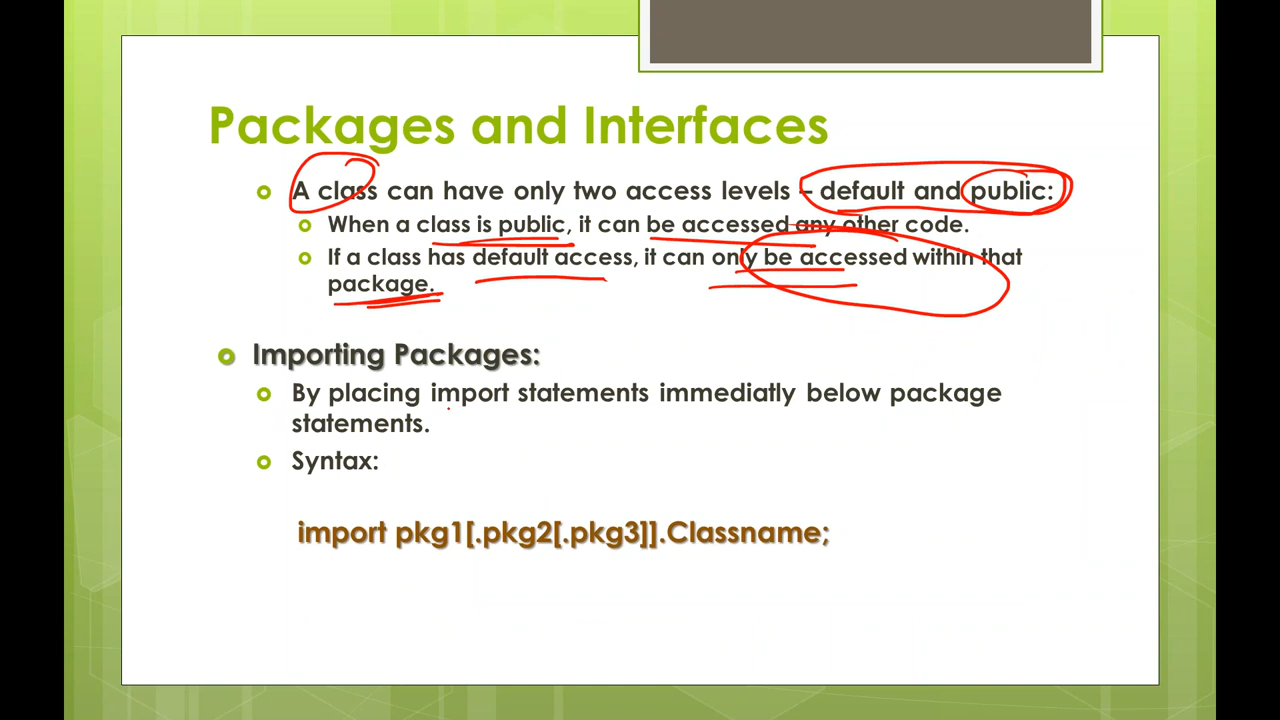 Packages and Interfaces
A class can have only two access levels – default and public:
When a class is public, it can be accessed any other code.
If a class has default access, it can only be accessed within that
package.
Importing Packages:
By placing import statements immediatly below package
statements.
Syntax:
import pkg1[.pkg2[.pkg3]].Classname;